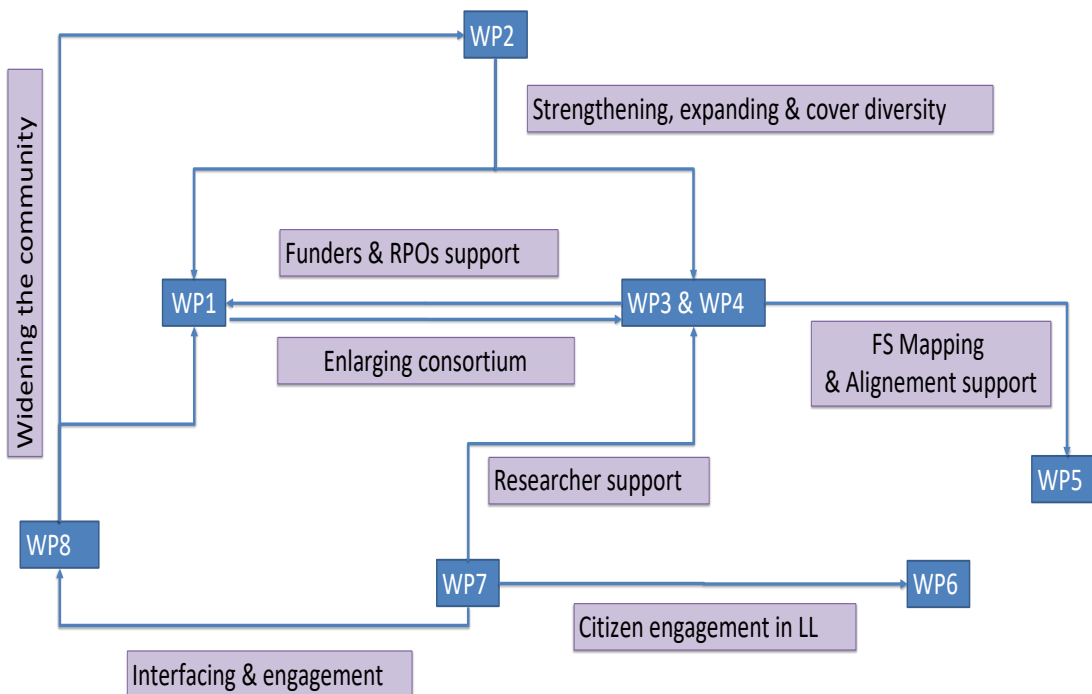 WP2
Strengthening, expanding & cover diversity
Widening the community
Funders & RPOs support
WP1
WP3 & WP4
Enlarging consortium
FS Mapping
& Alignement support
Researcher support
WP5
WP8
WP7
WP6
Citizen engagement in LL
Interfacing & engagement